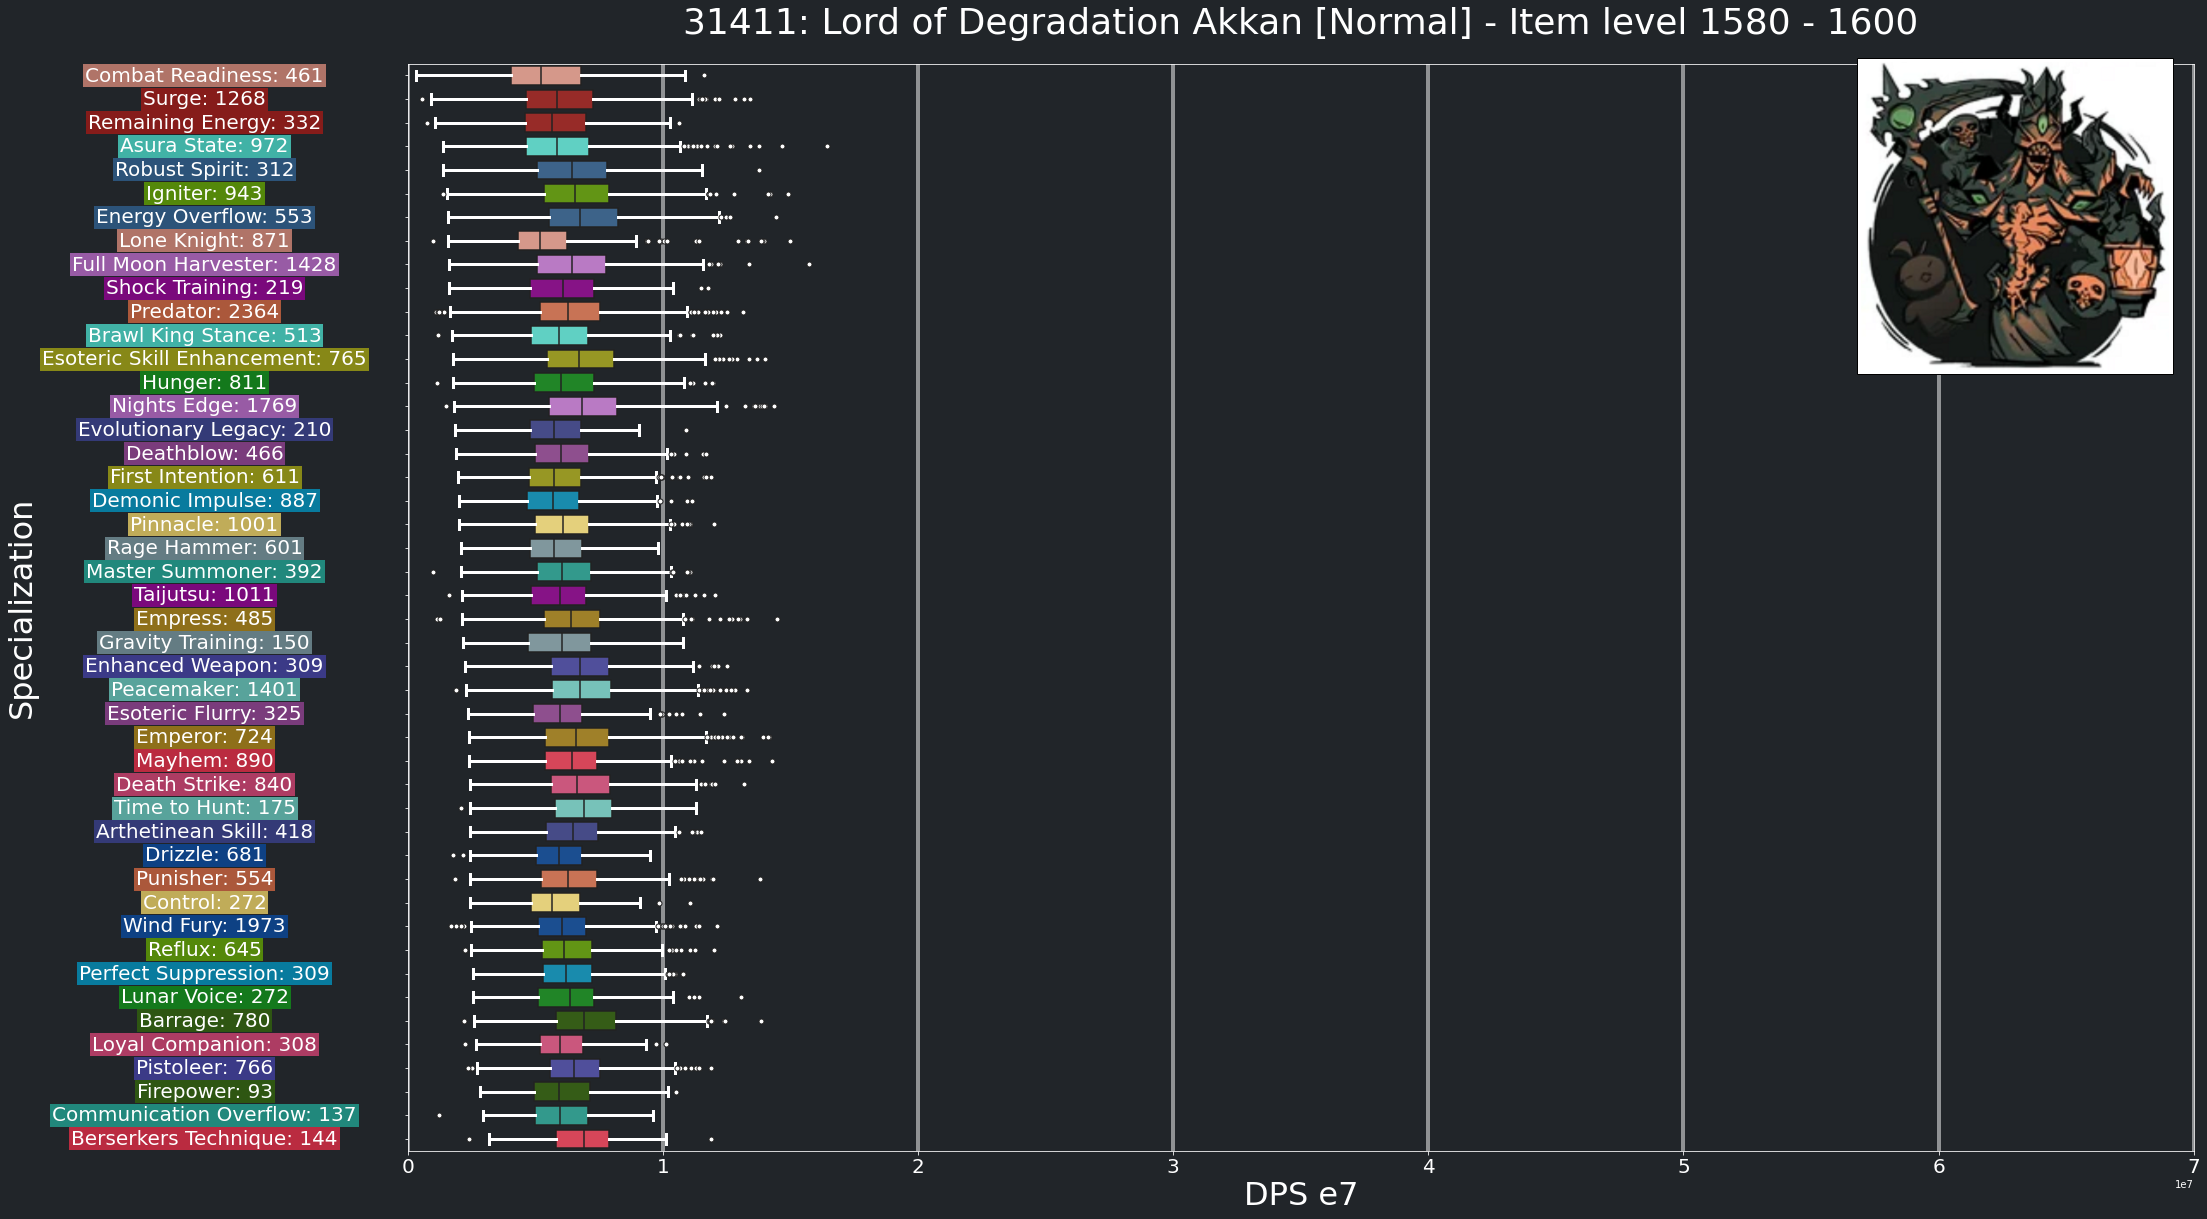 31411: Lord of Degradation Akkan [Normal] - Item level 1580 - 1600
Combat Readiness: 461
Surge: 1268
Remaining Energy: 332
Asura State: 972
Robust Spirit: 312
Igniter: 943
Energy Overflow: 553
Lone Knight: 871
Full Moon Harvester: 1428
Shock Training: 219
Predator: 2364
Brawl King Stance: 513
Esoteric Skill Enhancement: 765
Hunger: 811
Nights Edge: 1769
Evolutionary Legacy: 210
Deathblow: 466
First Intention: 611
Demonic Impulse: 887
Pinnacle: 1001
Rage Hammer: 601
Master Summoner: 392
Taijutsu: 1011
Empress: 485
Gravity Training: 150
Enhanced Weapon: 309
Peacemaker: 1401
Esoteric Flurry: 325
Emperor: 724
Mayhem: 890
Death Strike: 840
Time to Hunt: 175
Arthetinean Skill: 418
Drizzle: 681
Punisher: 554
Control: 272
Wind Fury: 1973
Reflux: 645
Perfect Suppression: 309
Lunar Voice: 272
Barrage: 780
Loyal Companion: 308
Pistoleer: 766
Firepower: 93
Communication Overflow: 137
Berserkers Technique: 144
Specialization
0 1 2 3 4 5 6 7
1e7
DPS e7